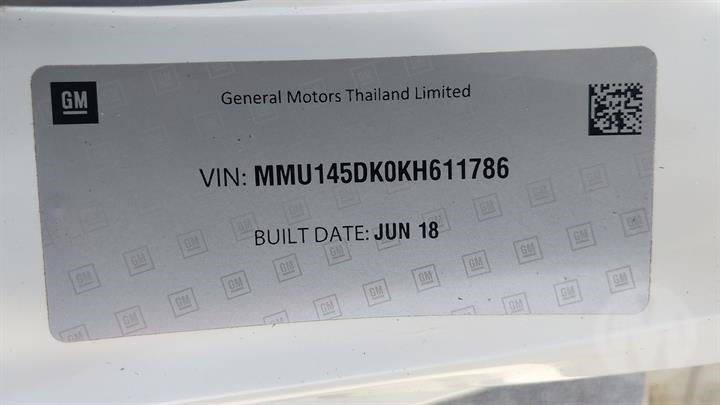 GM
General Motors Thailand Limited
VIN: MMU145DK0KH611786
BUILT DATE: JUN 18